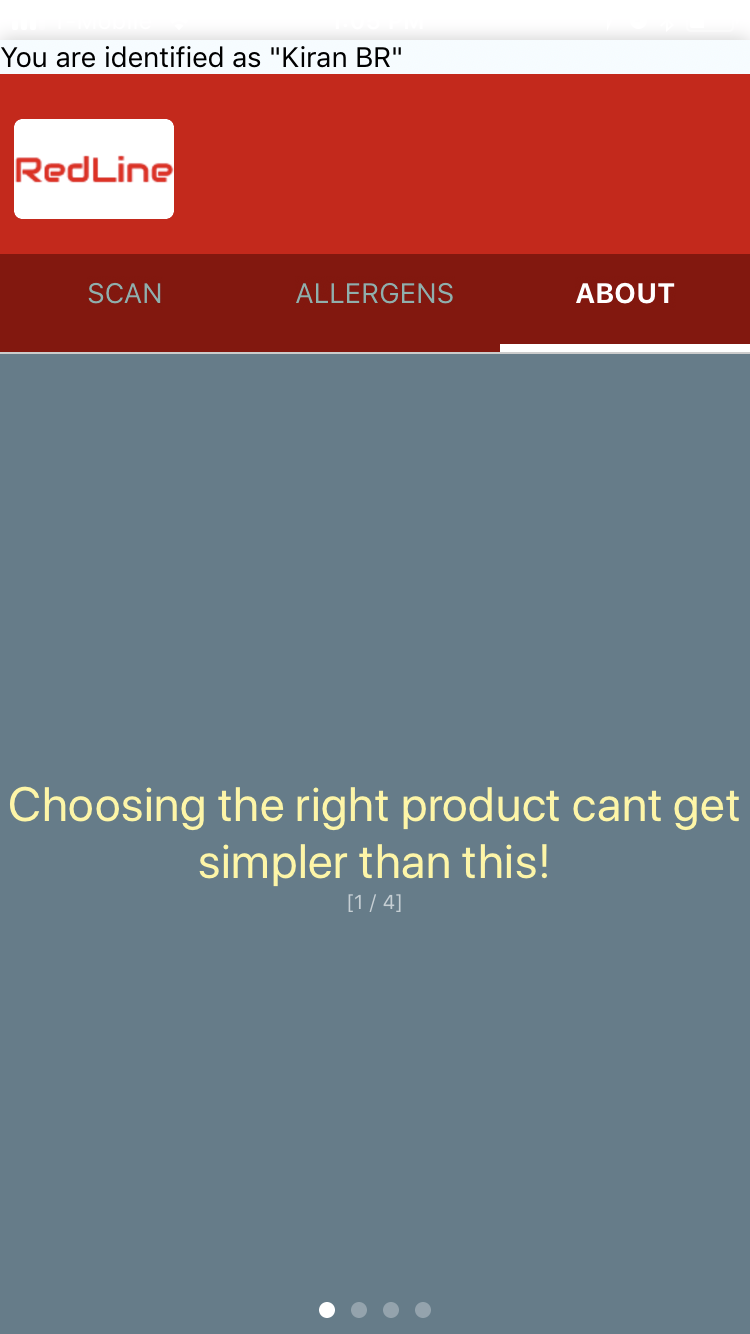 You are identified as "Kiran BR"
RedLine
SCAN ALLERGENS ABOUT
Choosing the right product cant get
simpler than this!
[1 / 4]